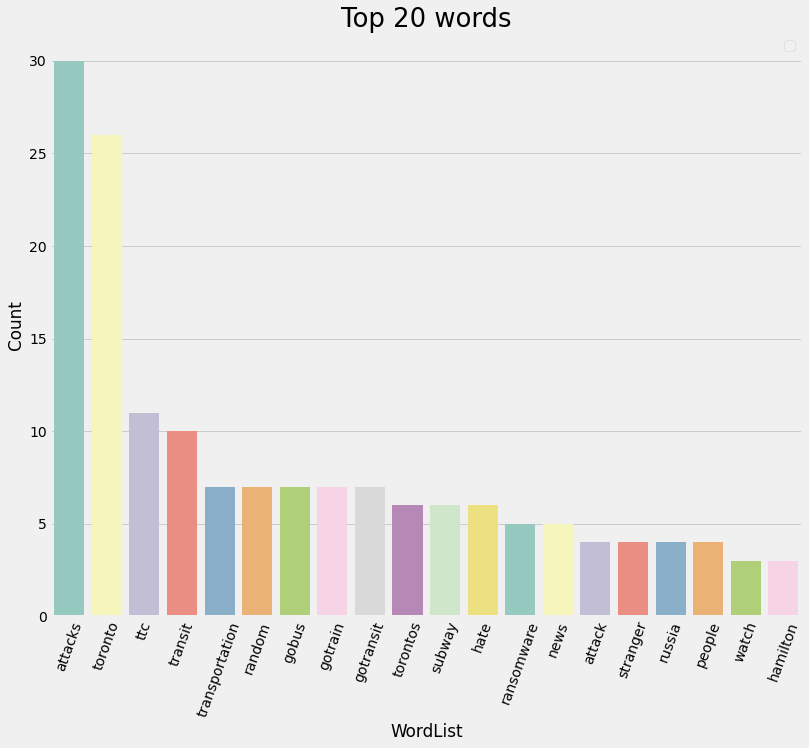 Top 20 words
Count
30
25
20
15
10
5
0
attacks
toronto
ttc
transit
transportation
random
gobus
gotrain
gotransit
torontos
subway
hate
ransomware
news
attack
stranger
russia
people
watch
hamilton
WordList